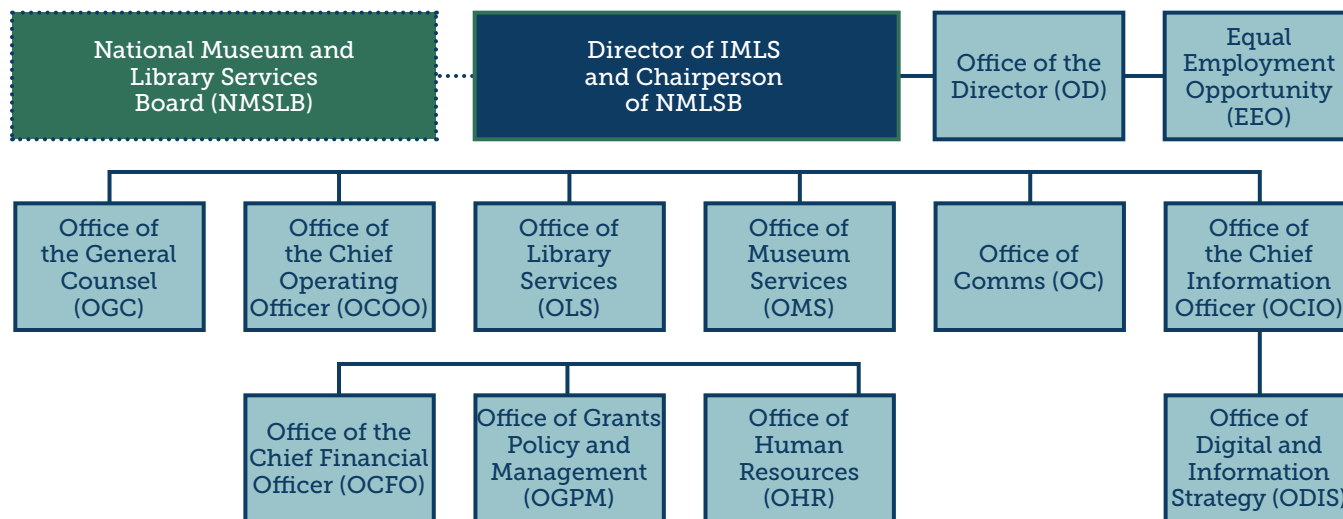 National Museum and
Library Services
Board (NMSLB)
Director of IMLS
and Chairperson
of NMLSB
Office of the
Director (OD)
Equal
Employment
Opportunity
(EEO)
Office of
the General
Counsel
(OGC)
Office of
the Chief
Operating
Officer (OCOO)
Office of
Library
Services
(OLS)
Office of
Museum
Services
(OMS)
Office of
Comms (OC)
Office of
the Chief
Information
Officer (OCIO)
Office of the
Chief Financial
Officer (OCFO)
Office of Grants
Policy and
Management
(OGPM)
Office of
Human
Resources
(OHR)
Office of
Digital and
Information
Strategy (ODIS)